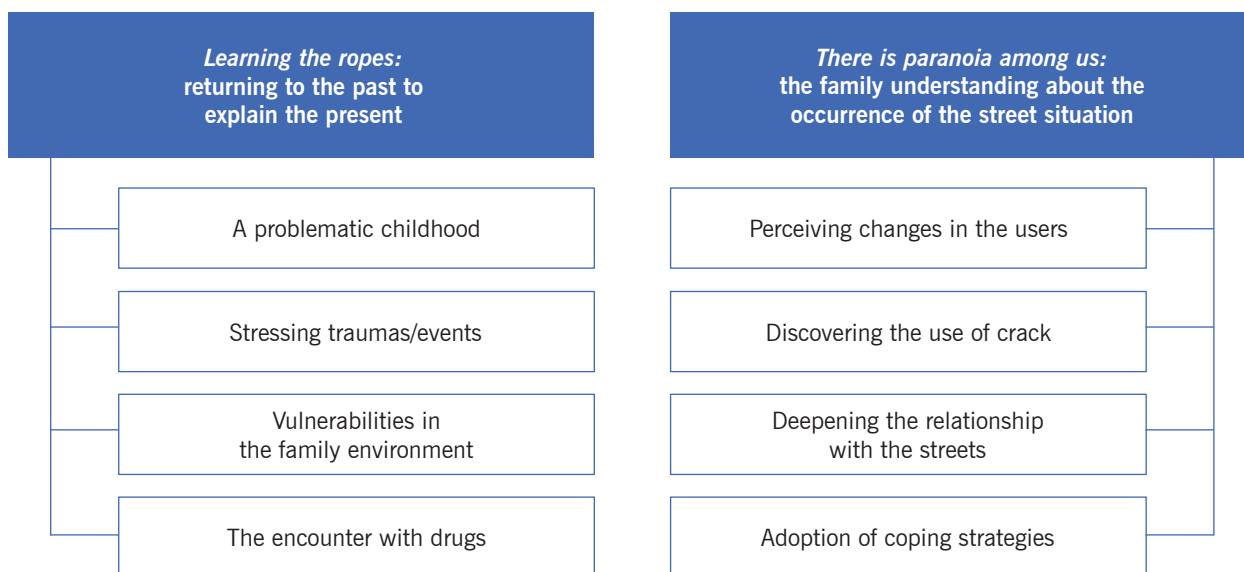 Learning the ropes:
returning to the past to
explain the present
A problematic childhood
Stressing traumas/events
Vulnerabilities in
the family environment
The encounter with drugs
There is paranoia among us:
the family understanding about the
occurrence of the street situation
Perceiving changes in the users
Discovering the use of crack
Deepening the relationship
with the streets
Adoption of coping strategies